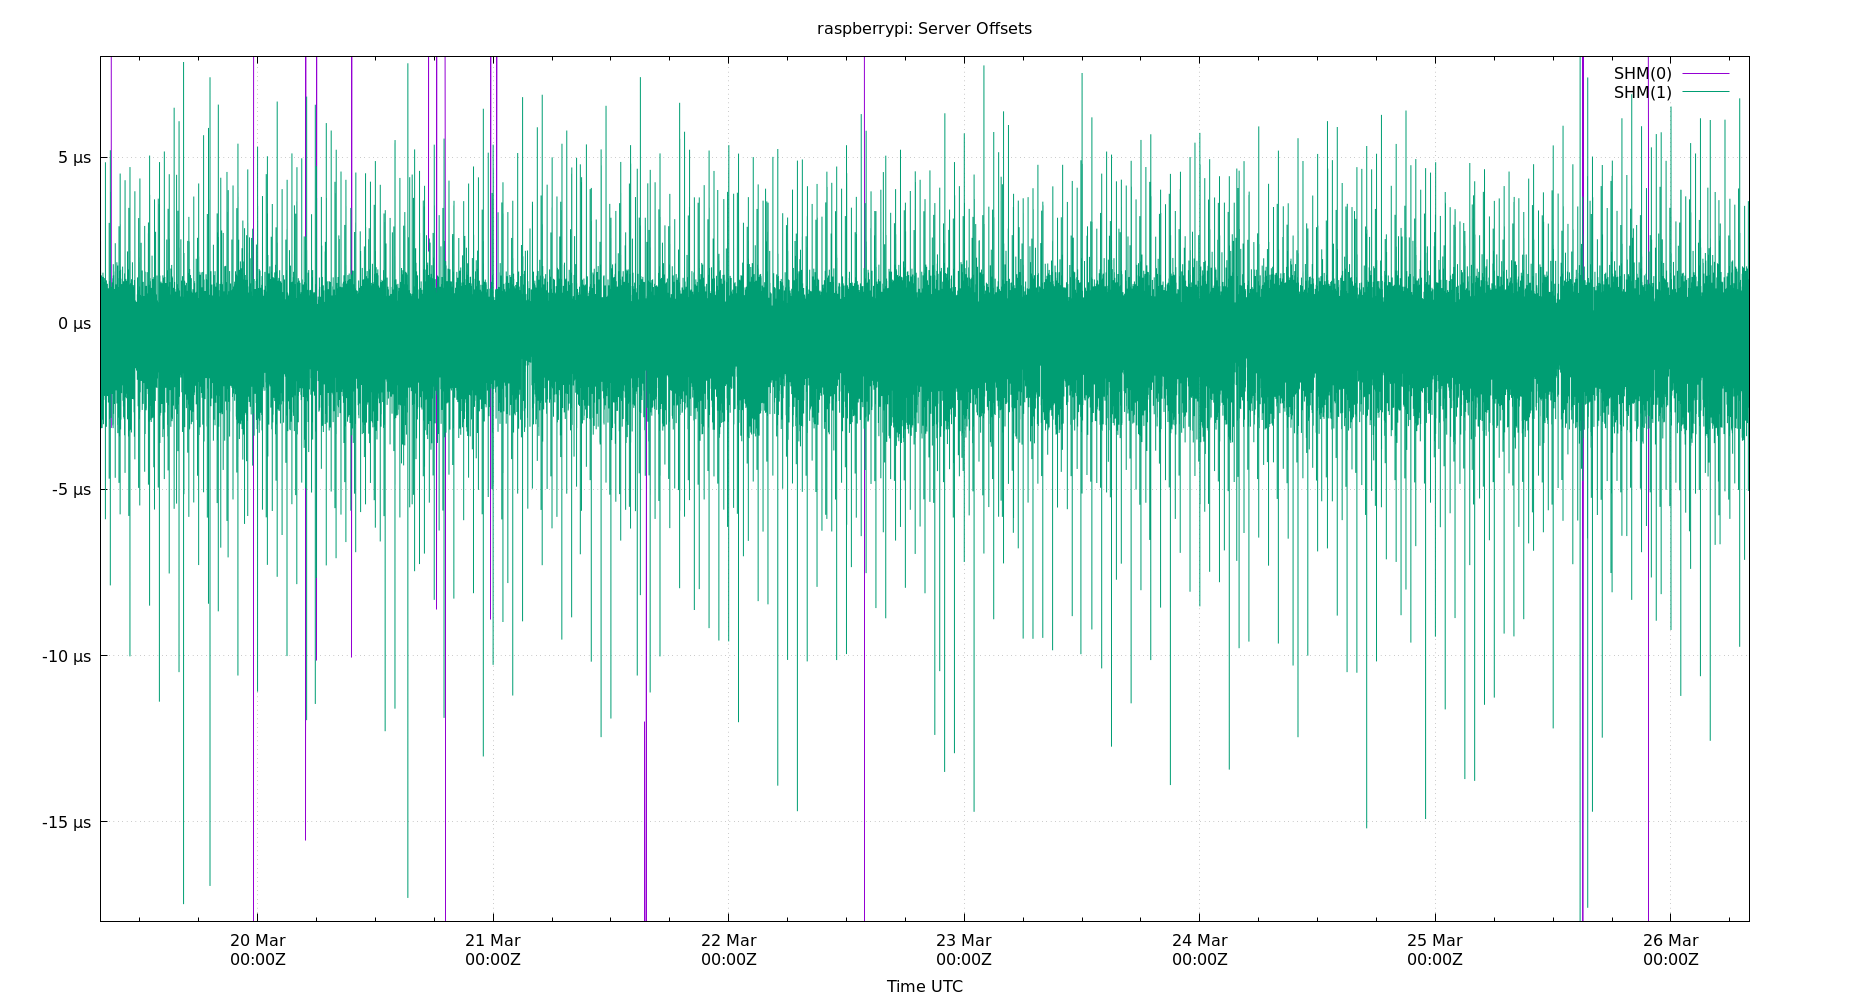 raspberrypi: Server Offsets
SHM(0)
SHM(1)
5 µs
0 µs
-5 µs
-10 µs
-15 µs
20 Mar 21 Mar 22 Mar 23 Mar 24 Mar 25 Mar 26 Mar
00:00Z 00:00Z 00:00Z 00:00Z 00:00Z 00:00Z 00:00Z
Time UTC